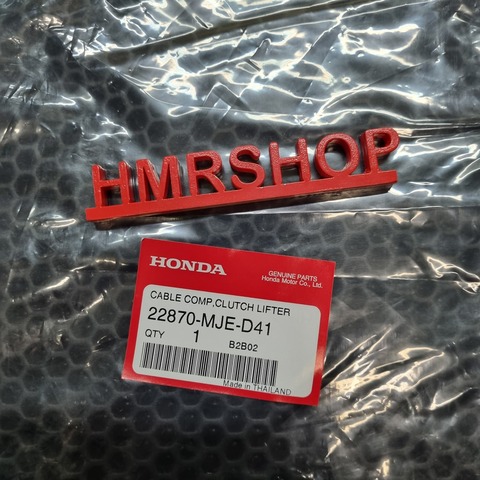 HMRSHOP
HONDA
GENUINE PARTS
Honda Motor Co., Ltd.
CABLE COMP.CLUTCH LIFTER
22870-MJE-D41
QTY 1 B2B02
Made in THAILAND